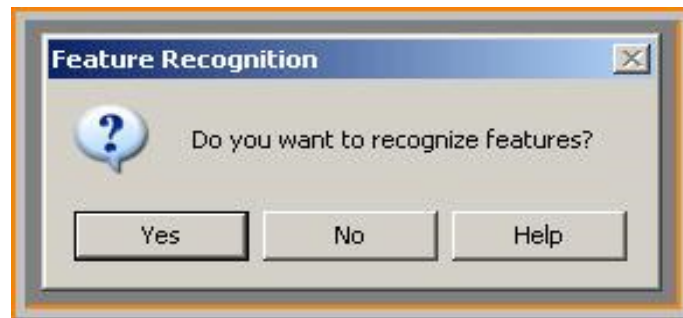 Feature Recognition
Do you want to recognize features?
Yes No Help